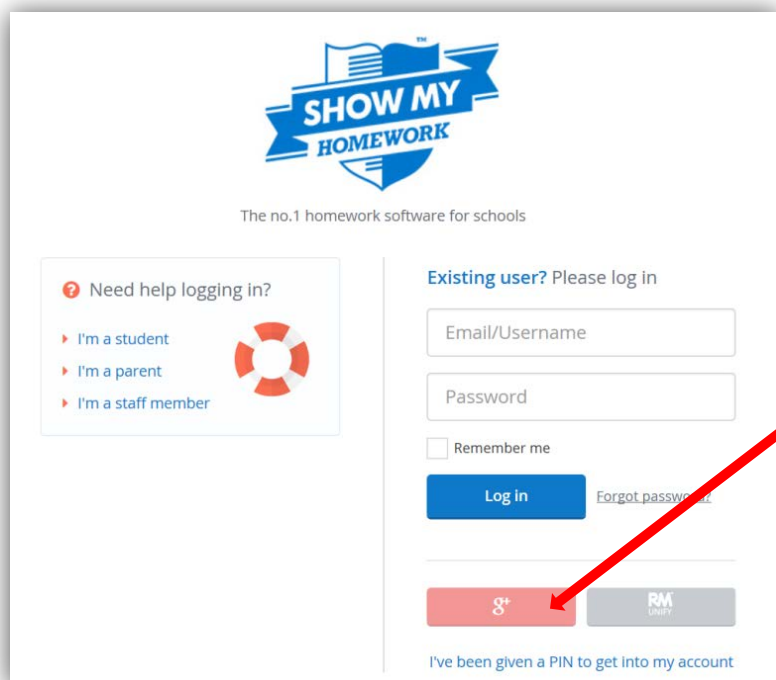 TM
SHOW MY
HOMEWORK
The no.1 homework software for schools
Need help logging in?
I'm a student
I'm a parent
I'm a staff member
Existing user? Please log in
Email/Username
Password
Remember me
Log in
Forgot password?
g+
RM
UNIFY
I've been given a PIN to get into my account